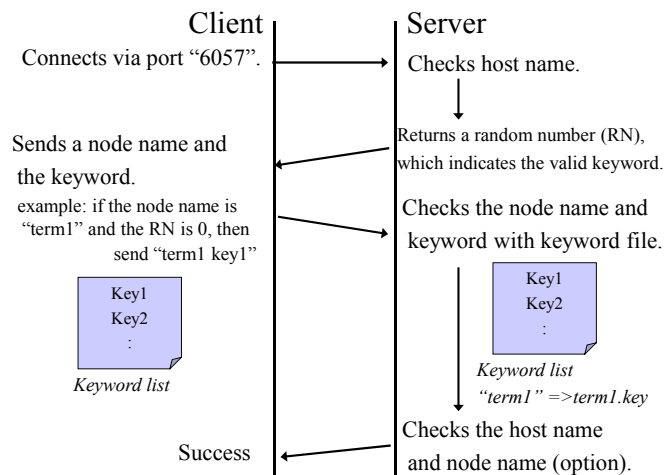 Client
Server
Connects via port “6057”.
Checks host name.
Returns a random number (RN),
which indicates the valid keyword.
Sends a node name and
the keyword.
example: if the node name is
“term1” and the RN is 0, then
send “term1 key1”
Checks the node name and
keyword with keyword file.
Key1
Key2
:
Keyword list
Key1
Key2
:
Keyword list
“term1” =>term1.key
Checks the host name
and node name (option).
Success